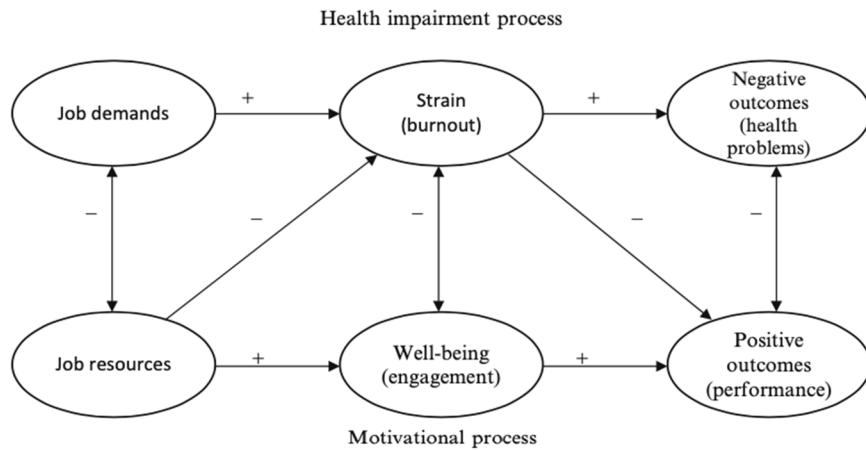 Health impairment process
Job demands
+
Strain
(burnout)
+
Negative
outcomes
(health
problems)
–
–
–
–
–
Job resources
+
Well-being
(engagement)
+
Positive
outcomes
(performance)
Motivational process